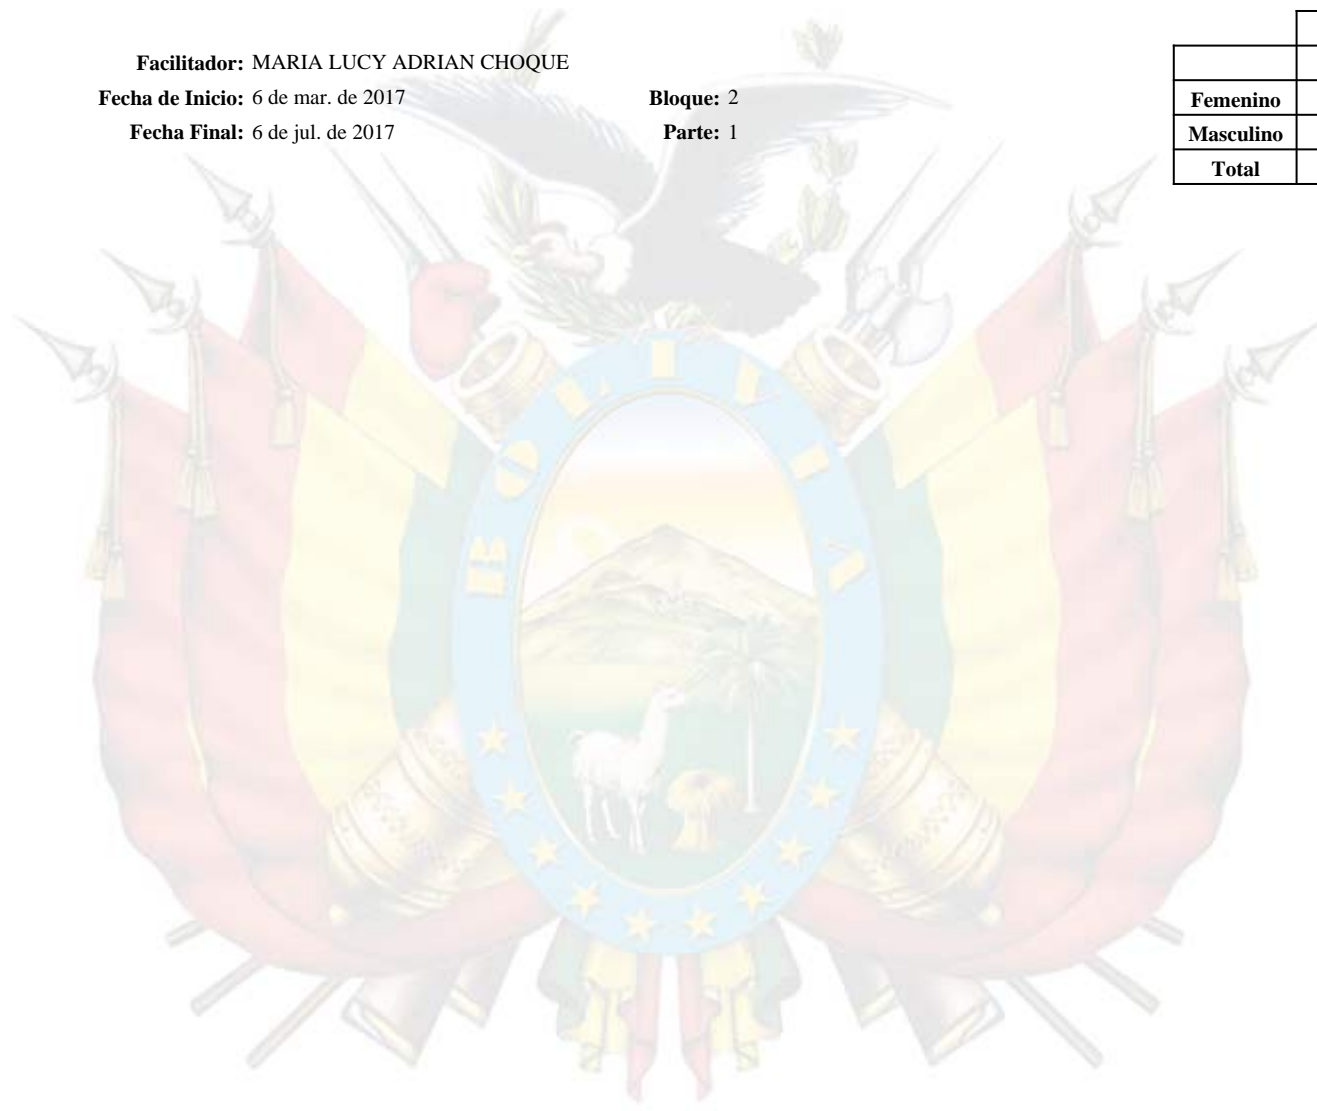 Facilitador: MARIA LUCY ADRIAN CHOQUE
Fecha de Inicio: 6 de mar. de 2017 Bloque: 2
Fecha Final: 6 de jul. de 2017 Parte: 1
Femenino
Masculino
Total
BOLIVIA